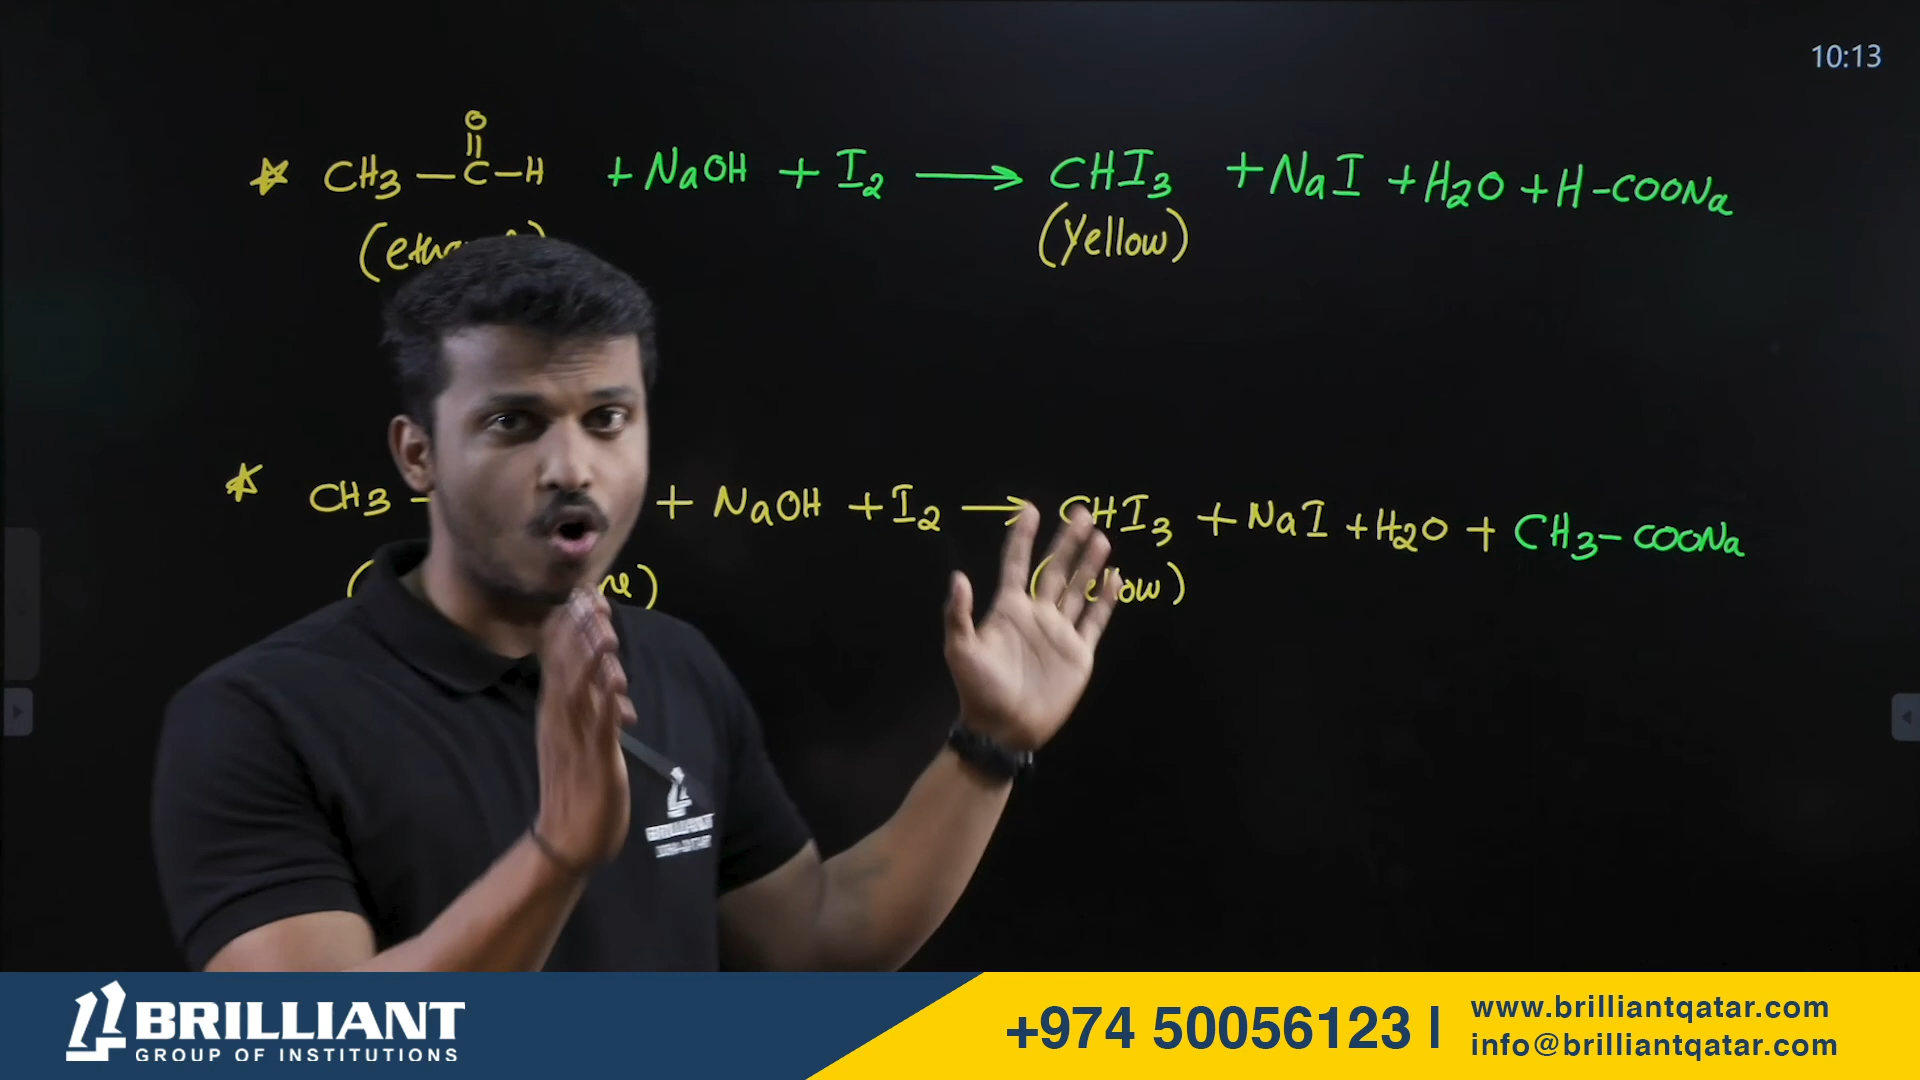 10:13
O
☆ CH3 — C — H + NaOH + I2 → CHI3 + NaI + H2O + H-COONa
(Yellow)
☆ CH3 - + NaOH + I2 → CHI3 + NaI + H2O + CH3 - COONa
BRILLIANT
BRILLIANT
GROUP OF INSTITUTIONS
+974 50056123 |
www.brilliantqatar.com
info@brilliantqatar.com